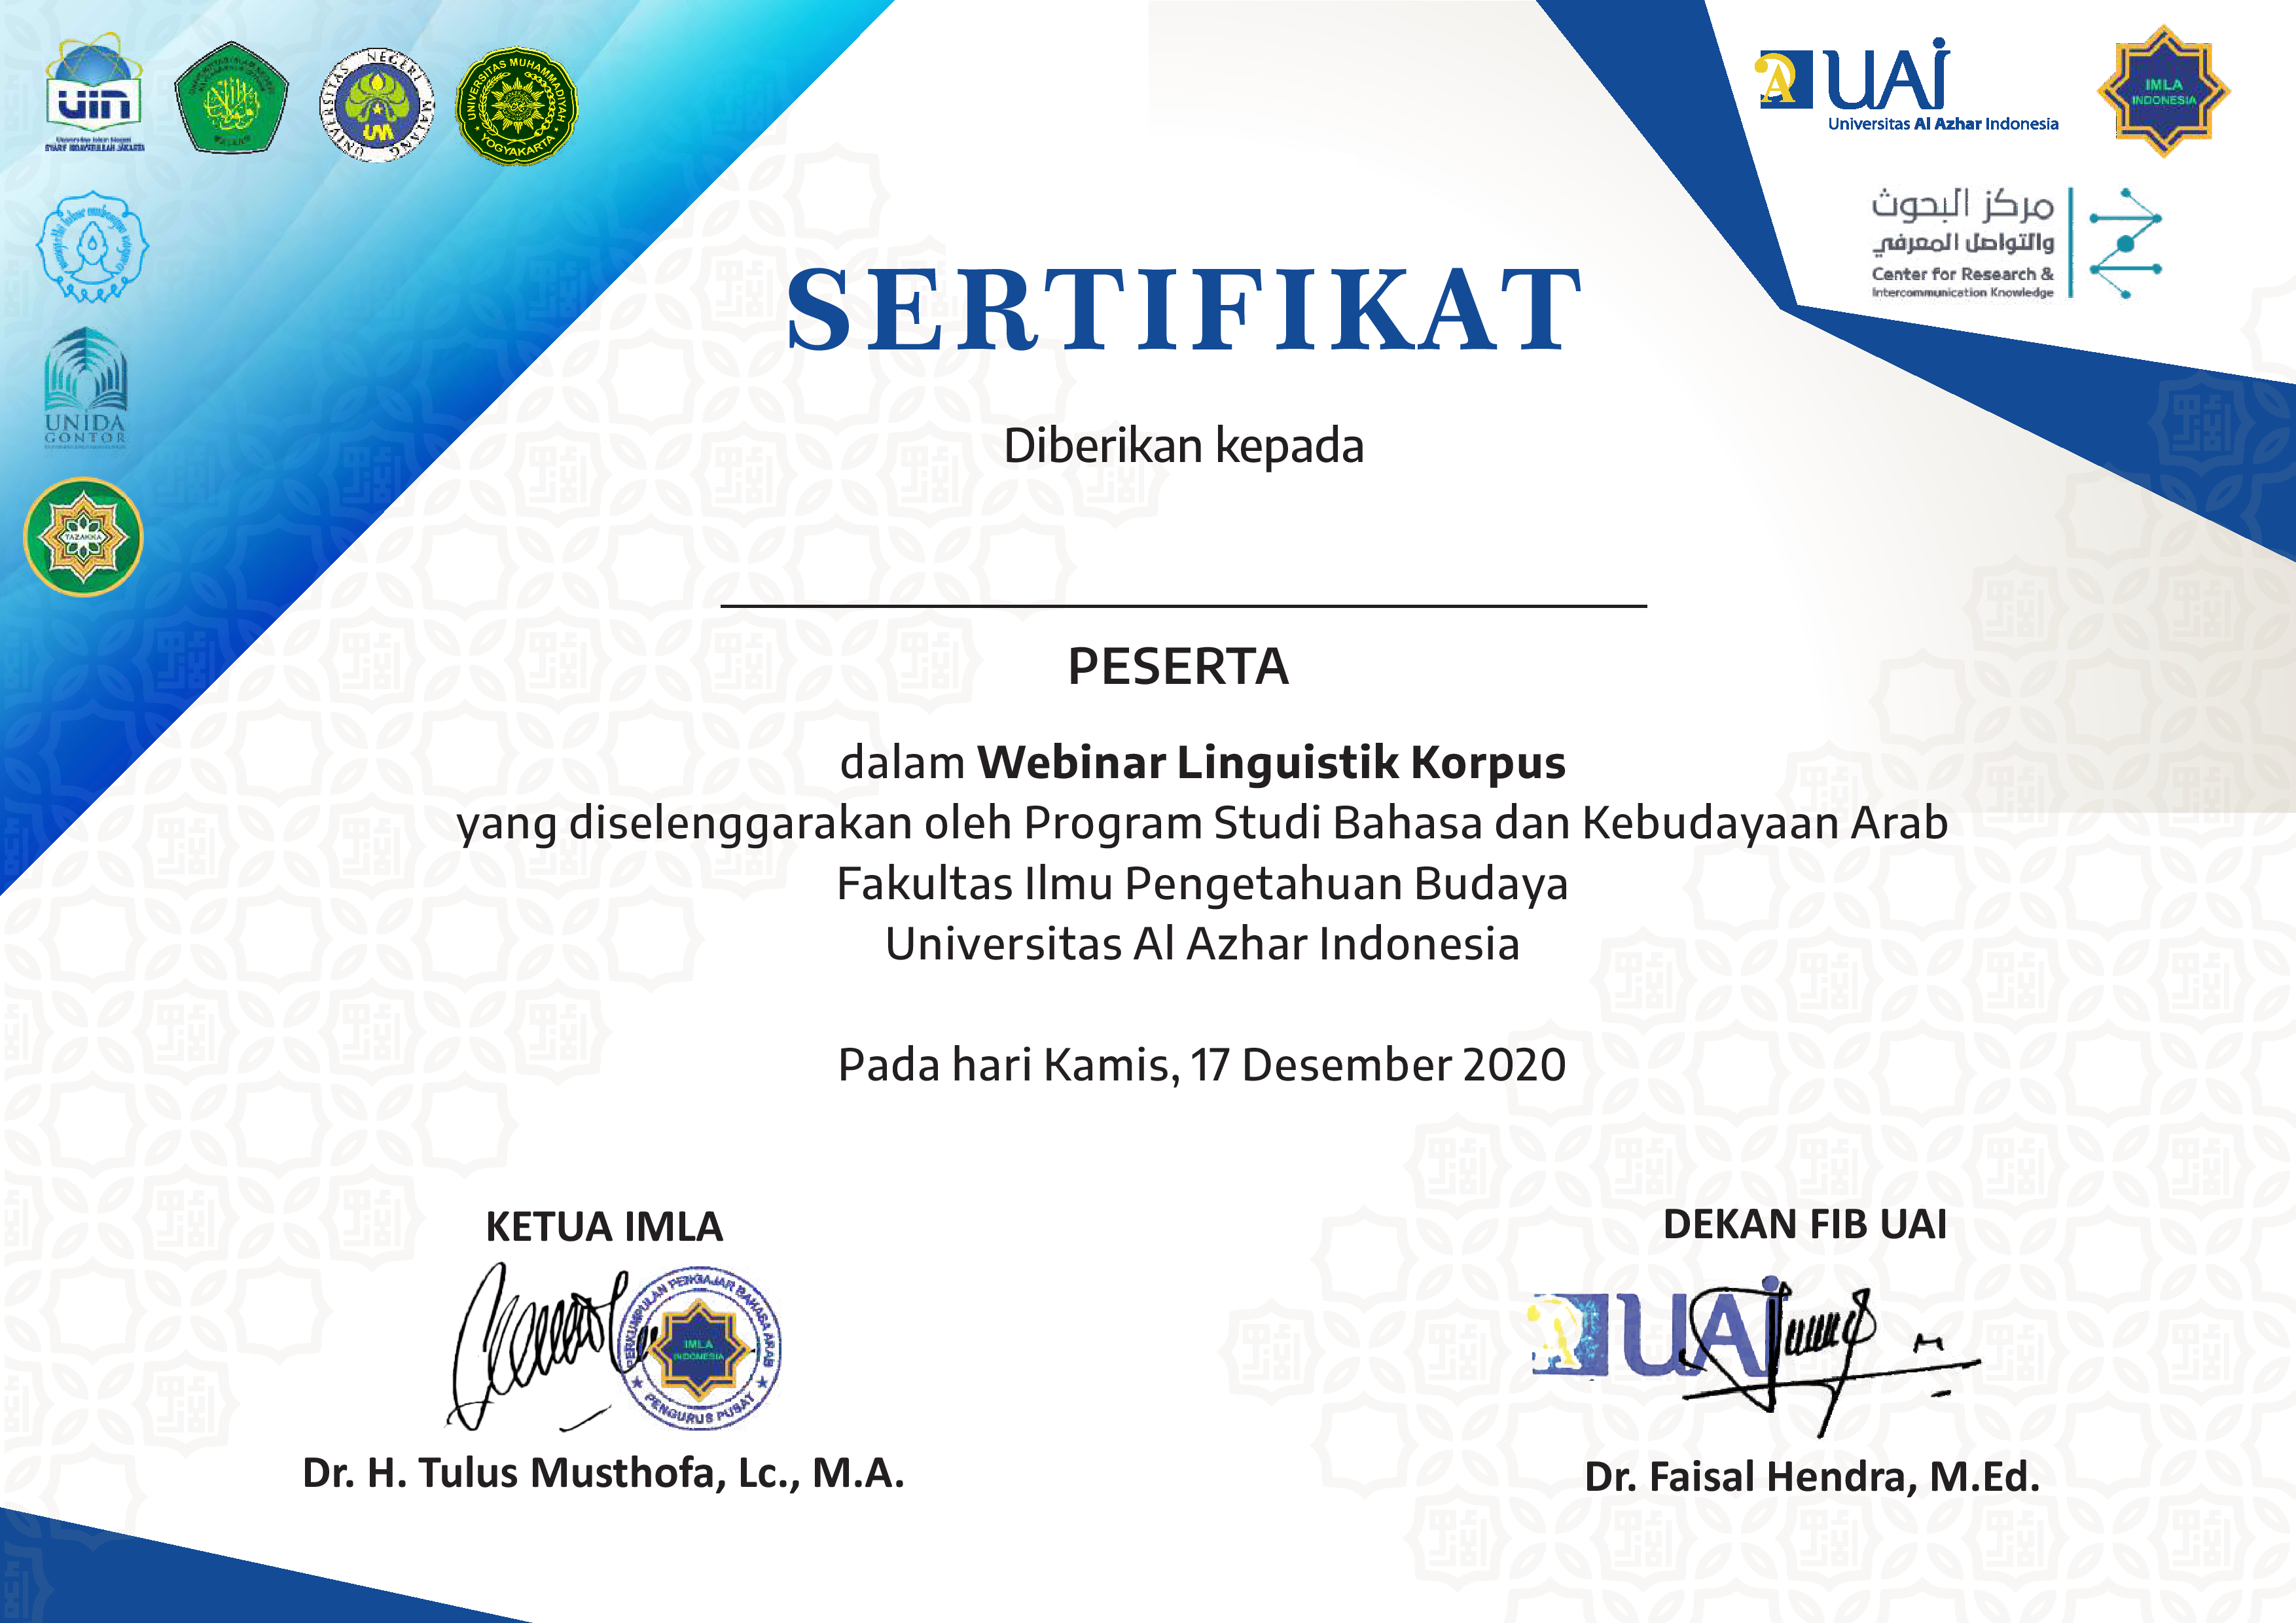 uin
Universitas Islam Negeri
SYARIF HIDAYATULLAH JAKARTA
UNIVERSITAS NEGERI MALANG
UM
UNIVERSITAS MUHAMMADIYAH
YOGYAKARTA
UAI
Universitas Al Azhar Indonesia
IMLA
INDONESIA
مركز البحوث
والتواصل المعرفي
Center for Research &
Intercommunication Knowledge
UNIDA
GONTOR
TAZAKKA
SERTIFIKAT
Diberikan kepada
PESERTA
dalam Webinar Linguistik Korpus
yang diselenggarakan oleh Program Studi Bahasa dan Kebudayaan Arab
Fakultas Ilmu Pengetahuan Budaya
Universitas Al Azhar Indonesia
Pada hari Kamis, 17 Desember 2020
KETUA IMLA
PERKUMPULAN PENGAJAR BAHASA ARAB
IMLA
INDONESIA
PENGURUS PUSAT
Dr. H. Tulus Musthofa, Lc., M.A.
DEKAN FIB UAI
UAI
Dr. Faisal Hendra, M.Ed.